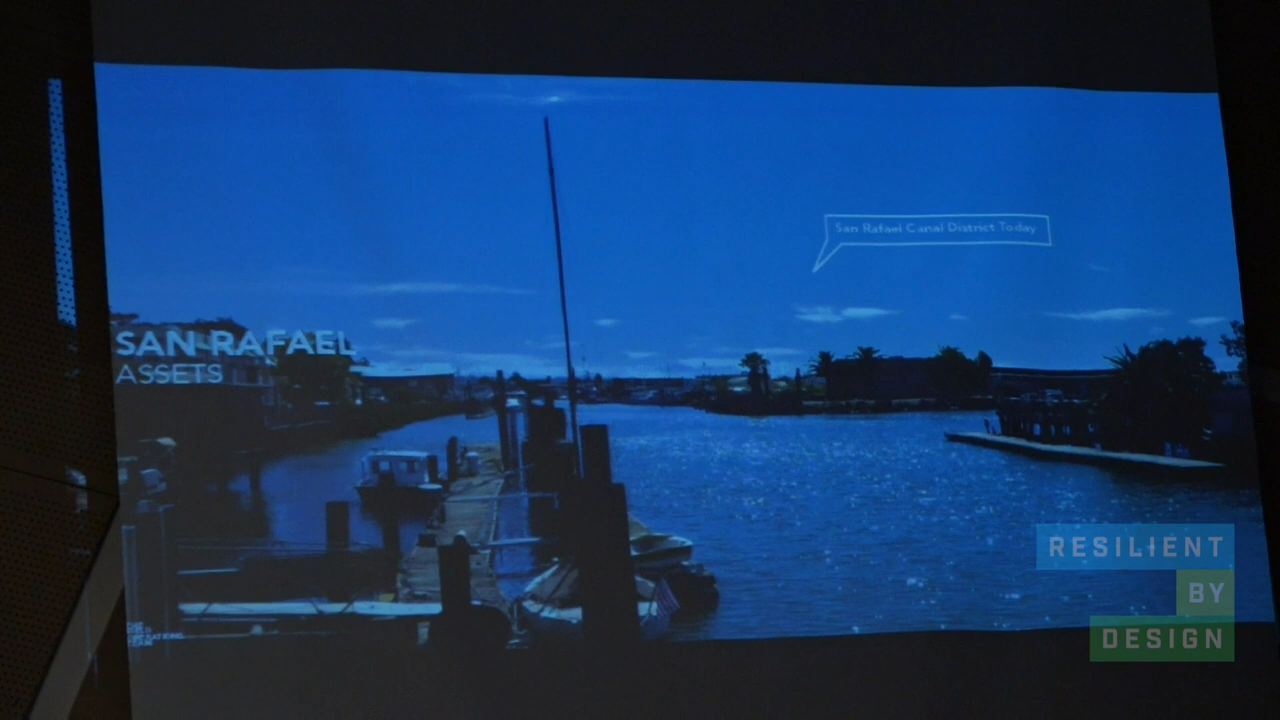 San Rafael Canal District Today
SAN RAFAEL
ASSETS
RESILIENT
BY
DESIGN